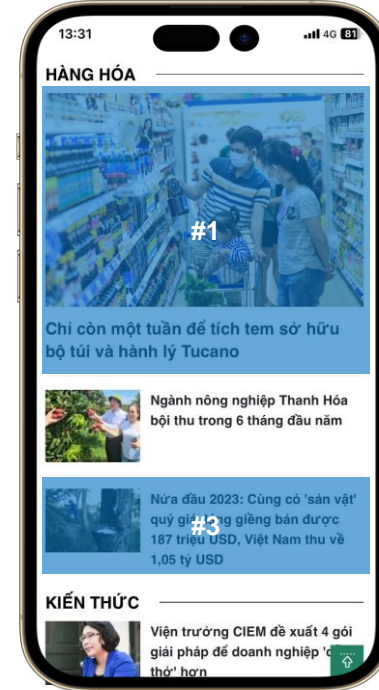 13:31
4G 81
HÀNG HÓA
#1
Chỉ còn một tuần để tích tem sở hữu
bộ túi và hành lý Tucano
Ngành nông nghiệp Thanh Hóa
bội thu trong 6 tháng đầu năm
Nửa đầu 2023: Cùng có 'sản vật'
quý giá láng giềng bán được
#3
187 triệu USD, Việt Nam thu về
1,05 tỷ USD
KIẾN THỨC
Viện trưởng CIEM đề xuất 4 gói
giải pháp để doanh nghiệp
thở' hơn